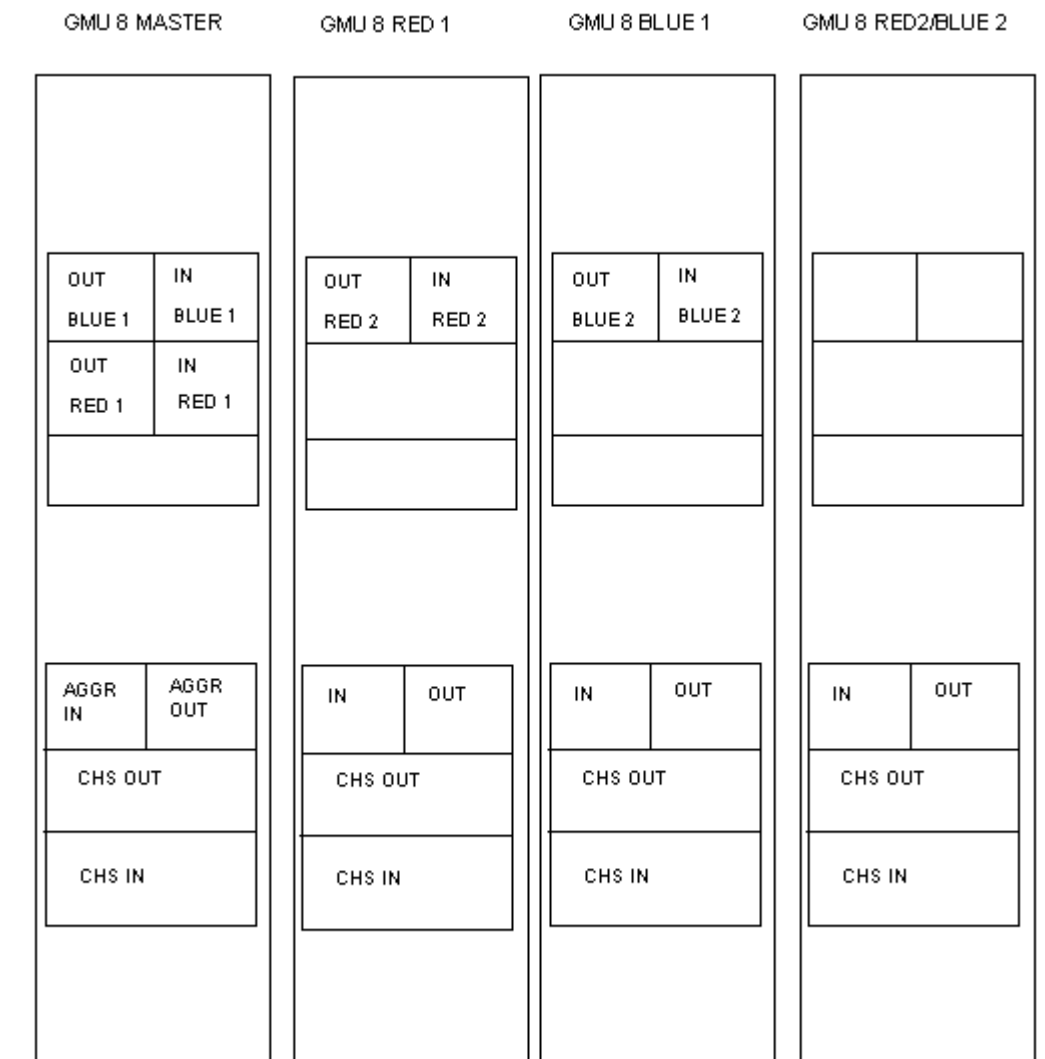 GMU 8 MASTER
GMU 8 RED 1
GMU 8 BLUE 1
GMU 8 RED2/BLUE 2
OUT
BLUE 1
IN
BLUE 1
OUT
RED 1
IN
RED 1
OUT
RED 2
IN
RED 2
OUT
BLUE 2
IN
BLUE 2
AGGR
IN
AGGR
OUT
CHS OUT
CHS IN
IN
OUT
CHS OUT
CHS IN
IN
OUT
CHS OUT
CHS IN
IN
OUT
CHS OUT
CHS IN